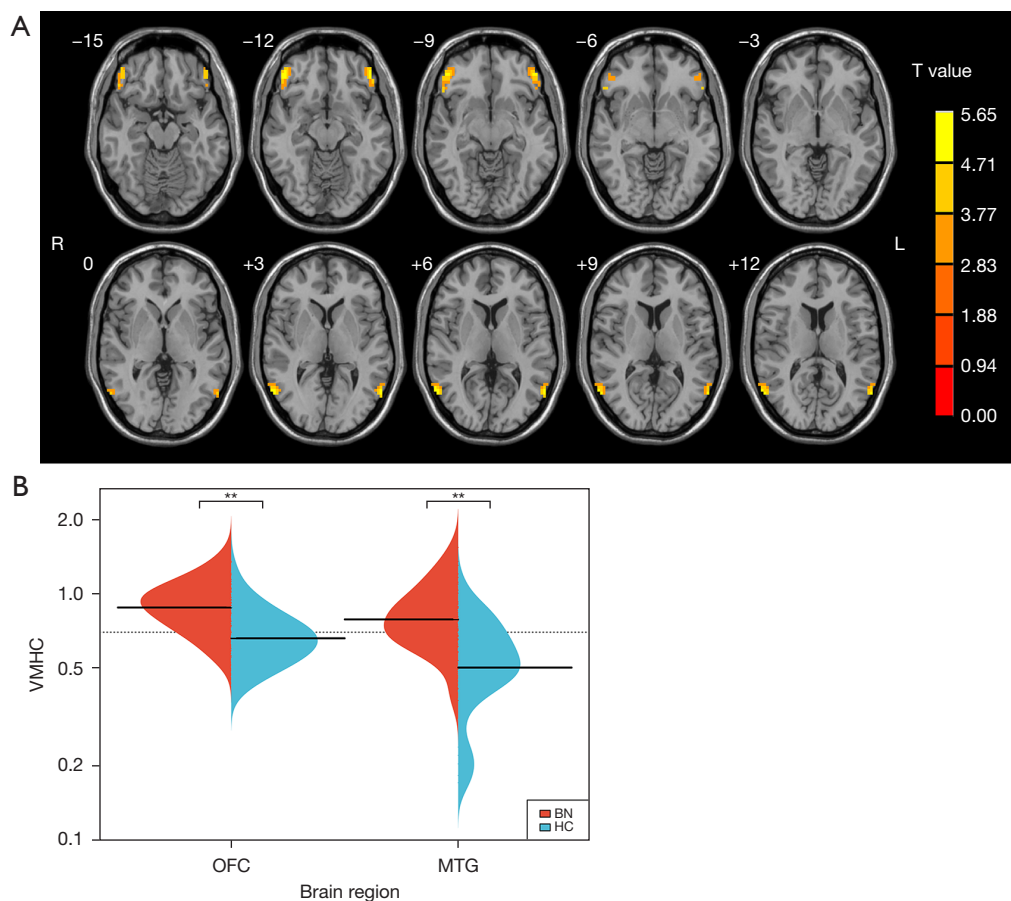 A
−15 −12 −9 −6 −3
T value
5.65
4.71
3.77
2.83
1.88
0.94
0.00
R L
0 +3 +6 +9 +12
B
** **
2.0
1.0
0.5
0.2
0.1
VMHC
BN
HC
OFC MTG
Brain region